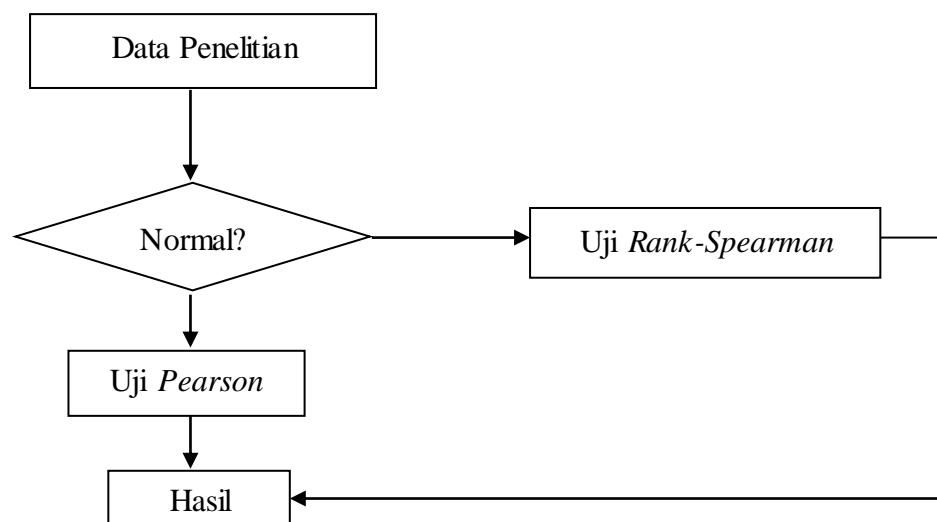 Data Penelitian
Normal?
Uji Rank-Spearman
Uji Pearson
Hasil